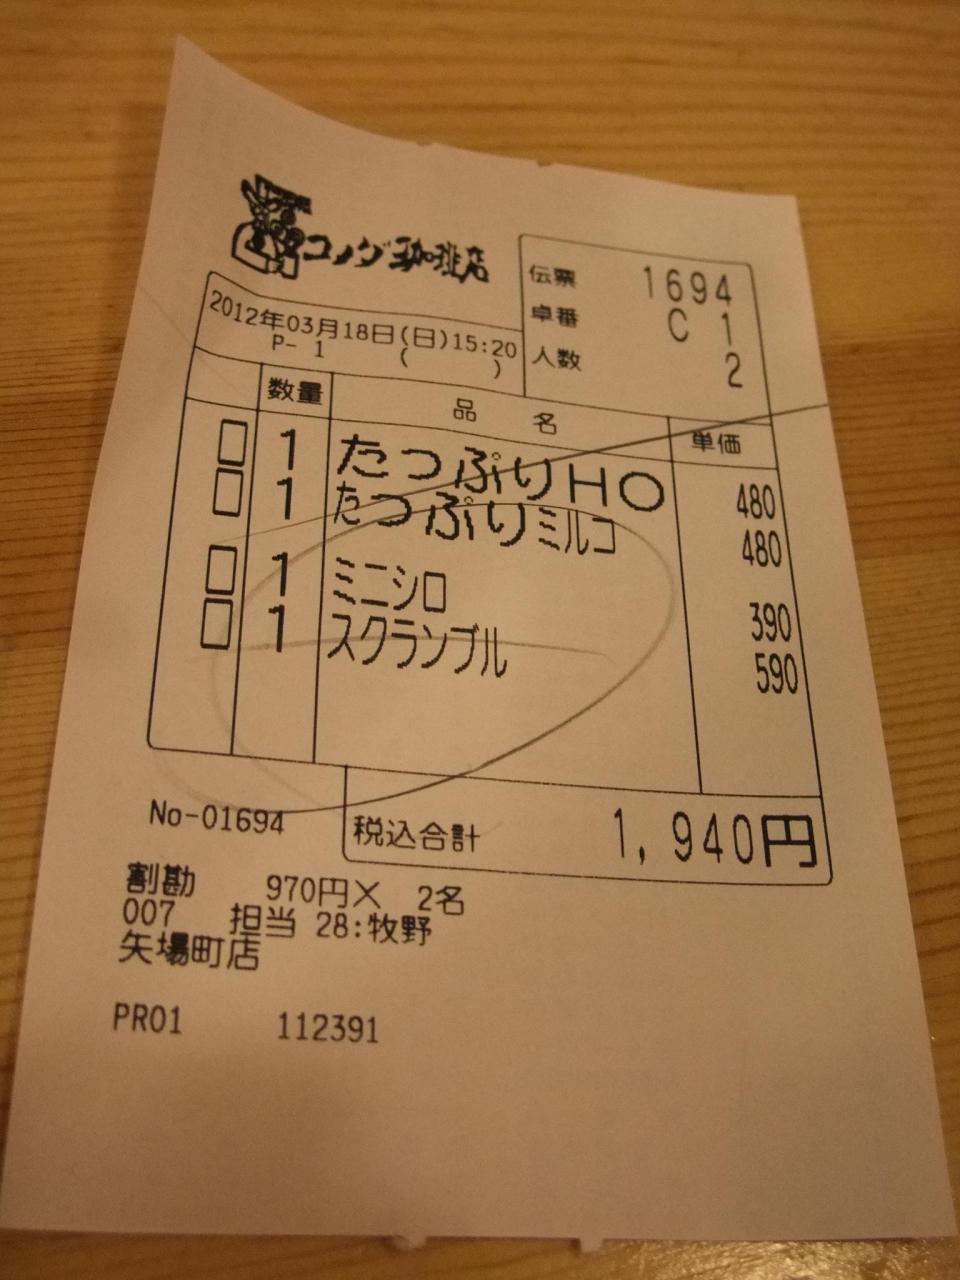 コメダ珈琲店
伝票 1694
卓番 C 1
人数 2
2012年03月18日(日)15:20
P- 1 ( )
数量 品 名 単価
1 たっぷりHO 480
1 たっぷりミルコ 480
1 ミニシロ 390
1 スクランブル 590
税込合計 1,940円
No-01694
割勘 970円× 2名
007 担当 28:牧野
矢場町店
PR01 112391